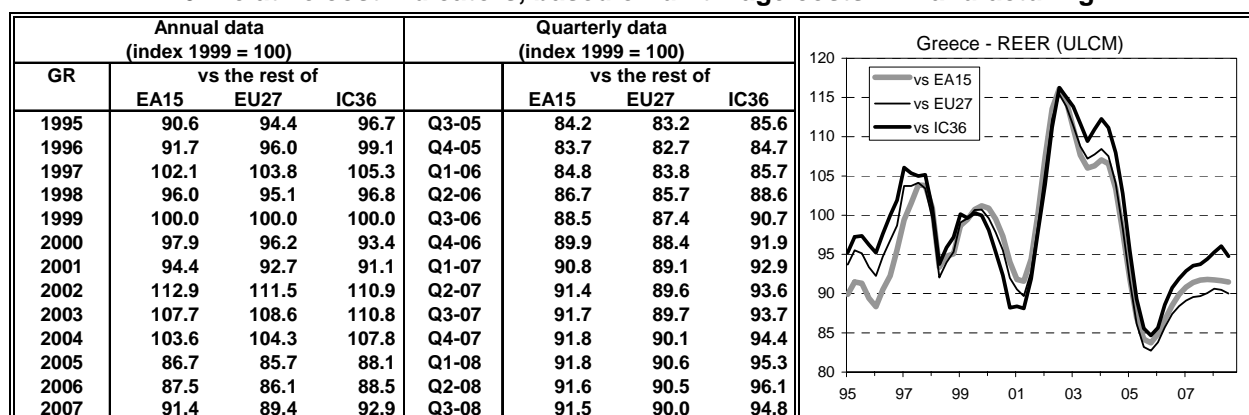 relative cost indicators, based on unit wage costs in manufacturing
Annual data Quarterly data
(index 1999 = 100) (index 1999 = 100)
GR vs the rest of vs the rest of
EA15 EU27 IC36 EA15 EU27 IC36
1995 90.6 94.4 96.7 Q3-05 84.2 83.2 85.6
1996 91.7 96.0 99.1 Q4-05 83.7 82.7 84.7
1997 102.1 103.8 105.3 Q1-06 84.8 83.8 85.7
1998 96.0 95.1 96.8 Q2-06 86.7 85.7 88.6
1999 100.0 100.0 100.0 Q3-06 88.5 87.4 90.7
2000 97.9 96.2 93.4 Q4-06 89.9 88.4 91.9
2001 94.4 92.7 91.1 Q1-07 90.8 89.1 92.9
2002 112.9 111.5 110.9 Q2-07 91.4 89.6 93.6
2003 107.7 108.6 110.8 Q3-07 91.7 89.7 93.7
2004 103.6 104.3 107.8 Q4-07 91.8 90.1 94.4
2005 86.7 85.7 88.1 Q1-08 91.8 90.6 95.3
2006 87.5 86.1 88.5 Q2-08 91.6 90.5 96.1
2007 91.4 89.4 92.9 Q3-08 91.5 90.0 94.8
Greece - REER (ULCM)
vs EA15
vs EU27
vs IC36
120
115
110
105
100
95
90
85
80
95 97 99 01 03 05 07